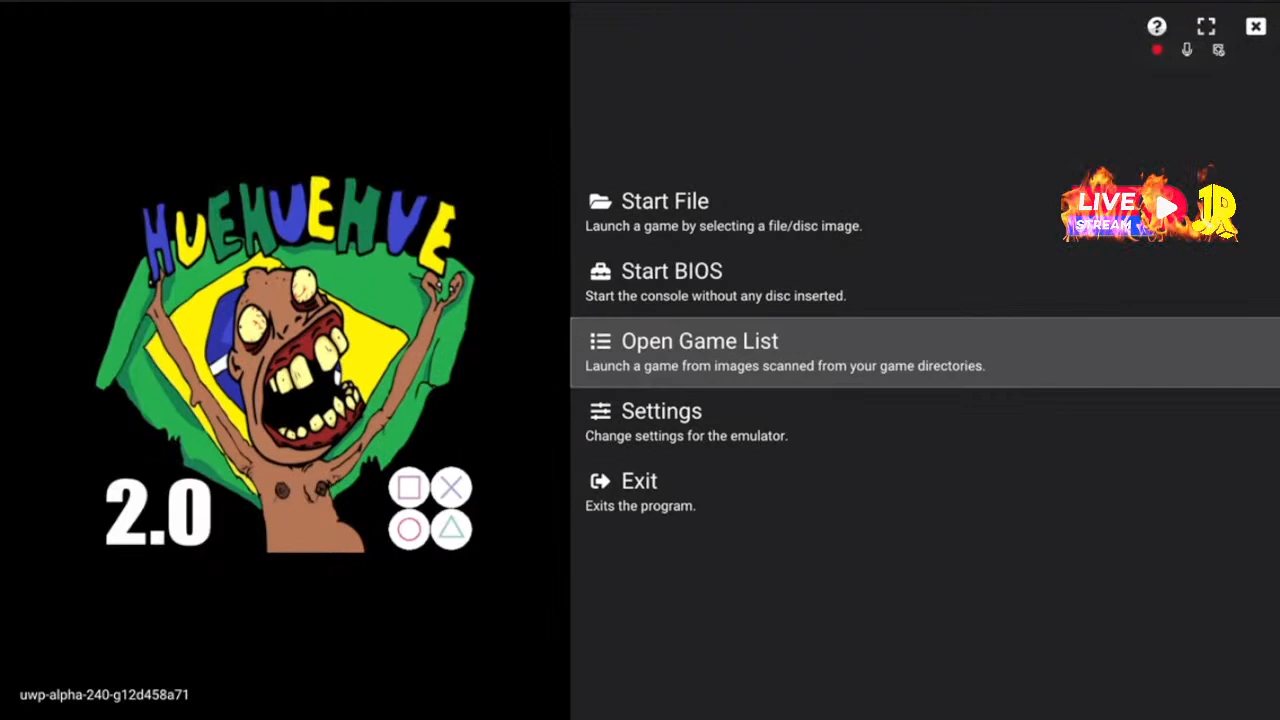 HUEHUEHUE
2.0
Start File
Launch a game by selecting a file/disc image.
LIVE
STREAM
JR
Start BIOS
Start the console without any disc inserted.
Open Game List
Launch a game from images scanned from your game directories.
Settings
Change settings for the emulator.
Exit
Exits the program.
uwp-alpha-240-g12d458a71